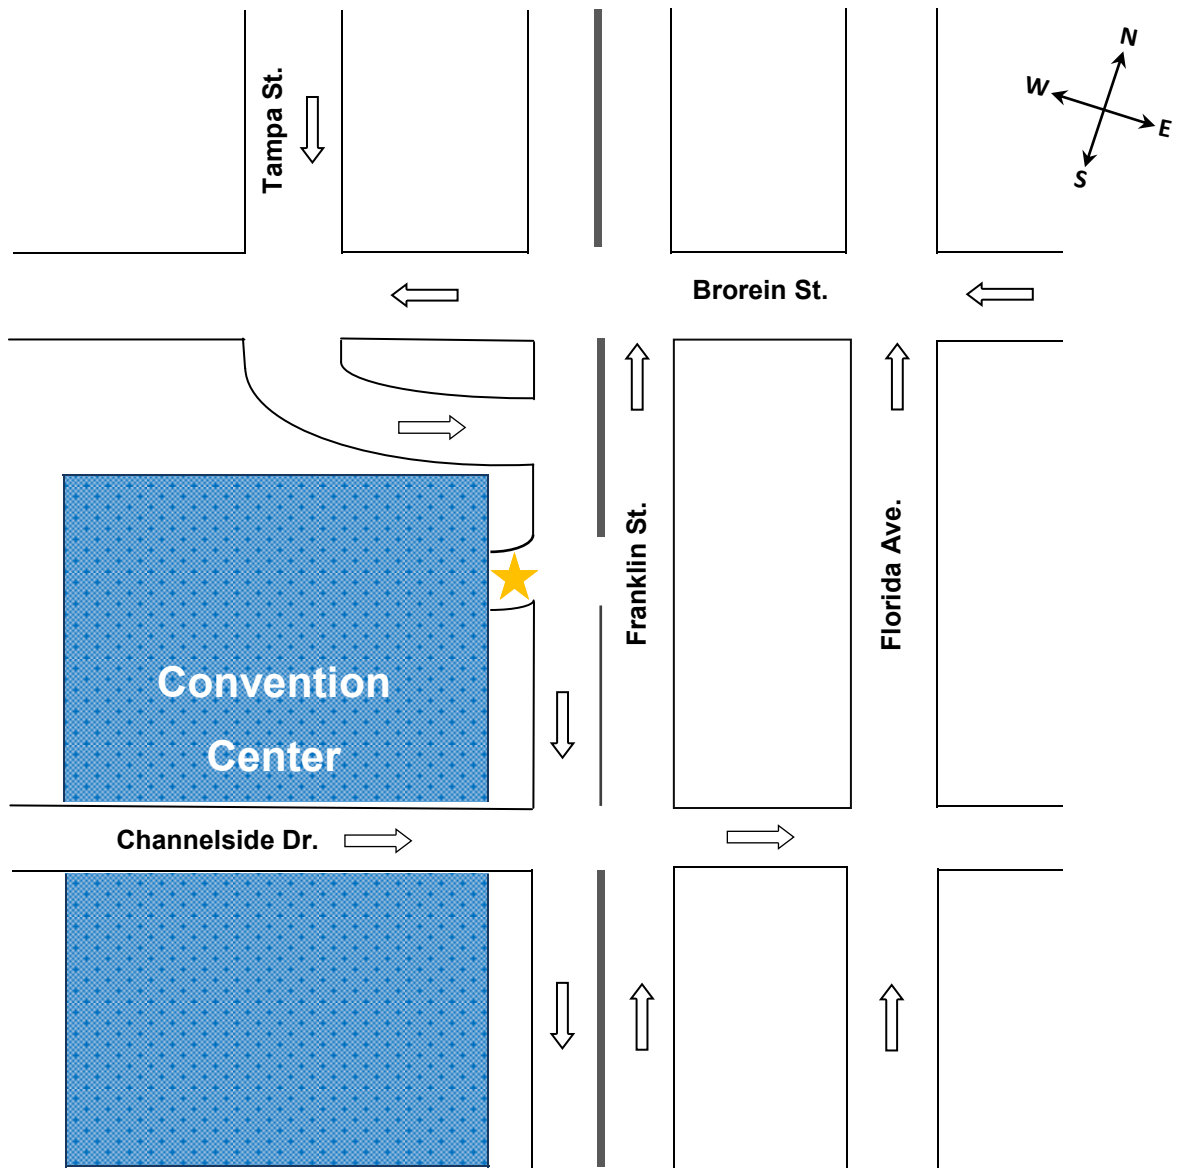 N
W
E
S
Tampa St.
Brorein St.
Franklin St.
Florida Ave.
Convention
Center
Channelside Dr.